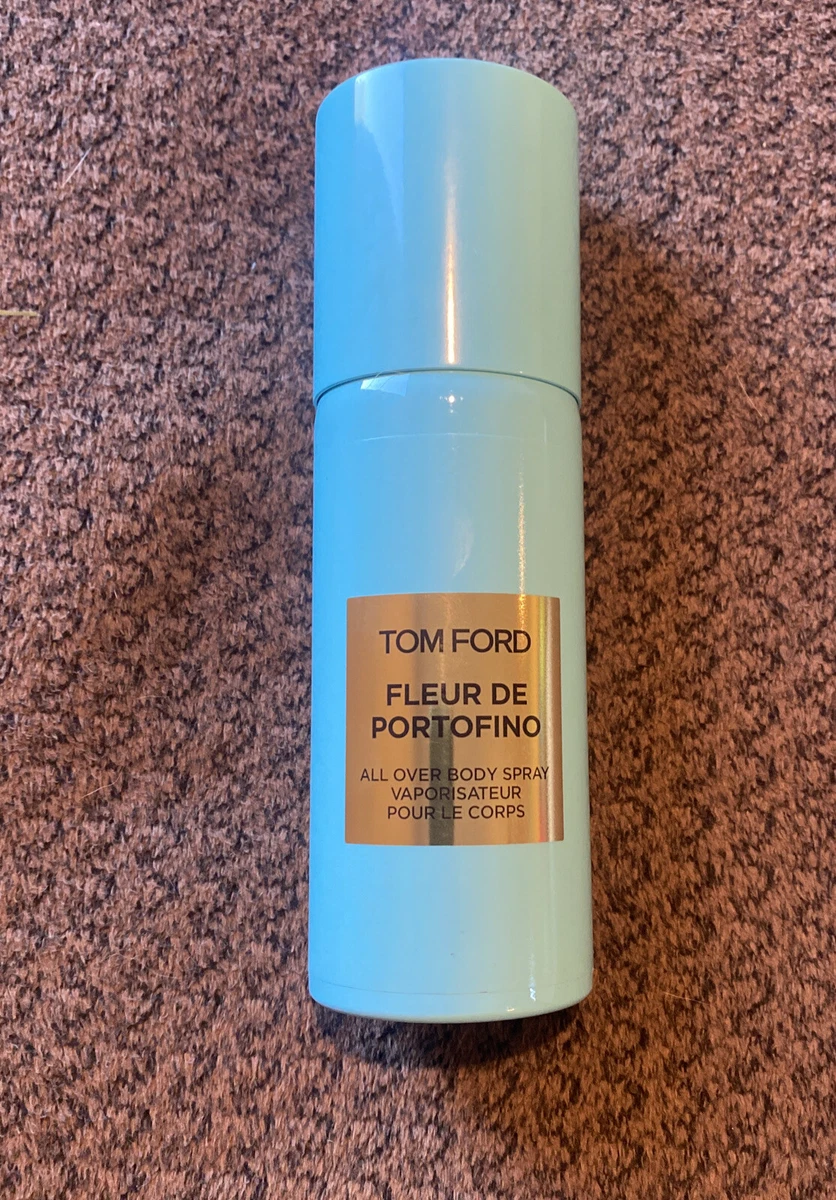 TOM FORD
FLEUR DE
PORTOFINO
ALL OVER BODY SPRAY
VAPORISATEUR
POUR LE CORPS